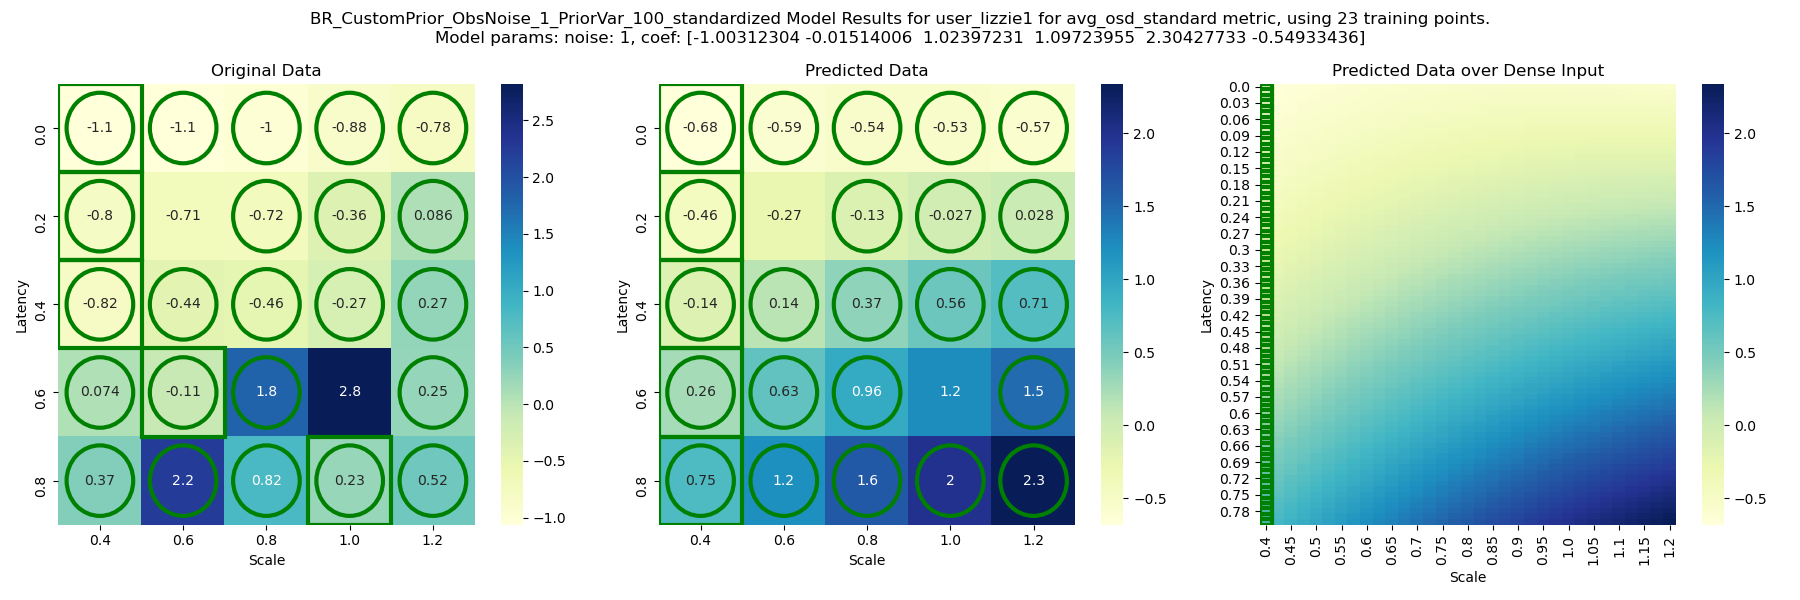 BR_CustomPrior_ObsNoise_1_PriorVar_100_standardized Model Results for user_lizzie1 for avg_osd_standard metric, using 23 training points.
Model params: noise: 1, coef: [-1.00312304 -0.01514006 1.02397231 1.09723955 2.30427733 -0.54933436]
Original Data
0.0 -1.1 -1.1 -1 -0.88 -0.78
0.2 -0.8 -0.71 -0.72 -0.36 0.086
0.4 -0.82 -0.44 -0.46 -0.27 0.27
0.6 0.074 -0.11 1.8 2.8 0.25
0.8 0.37 2.2 0.82 0.23 0.52
0.4 0.6 0.8 1.0 1.2
Latency
Scale
2.5
2.0
1.5
1.0
0.5
0.0
−0.5
−1.0
Predicted Data
0.0 -0.68 -0.59 -0.54 -0.53 -0.57
0.2 -0.46 -0.27 -0.13 -0.027 0.028
0.4 -0.14 0.14 0.37 0.56 0.71
0.6 0.26 0.63 0.96 1.2 1.5
0.8 0.75 1.2 1.6 2 2.3
0.4 0.6 0.8 1.0 1.2
Latency
Scale
2.0
1.5
1.0
0.5
0.0
−0.5
Predicted Data over Dense Input
0.0
0.03
0.06
0.09
0.12
0.15
0.18
0.21
0.24
0.27
0.3
0.33
0.36
0.39
0.42
0.45
0.48
0.51
0.54
0.57
0.6
0.63
0.66
0.69
0.72
0.75
0.78
Latency
0.4 0.45 0.5 0.55 0.6 0.65 0.7 0.75 0.8 0.85 0.9 0.95 1.0 1.05 1.1 1.15 1.2
Scale
2.0
1.5
1.0
0.5
0.0
−0.5